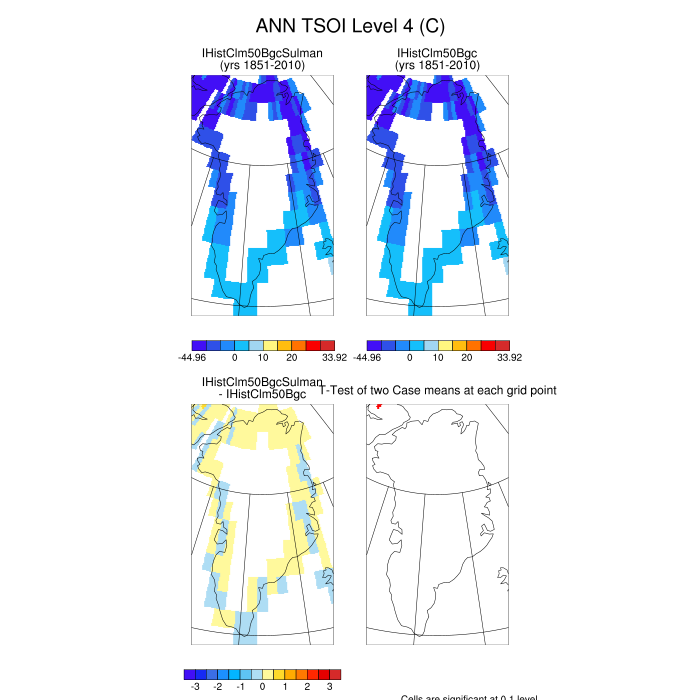 ANN TSOI Level 4 (C)
IHistClm50BgcSulman
(yrs 1851-2010)
IHistClm50Bgc
(yrs 1851-2010)
-44.96 0 10 20 33.92
-44.96 0 10 20 33.92
IHistClm50BgcSulman
- IHistClm50Bgc
T-Test of two Case means at each grid point
-3 -2 -1 0 1 2 3
Cells are significant at 0.1 level